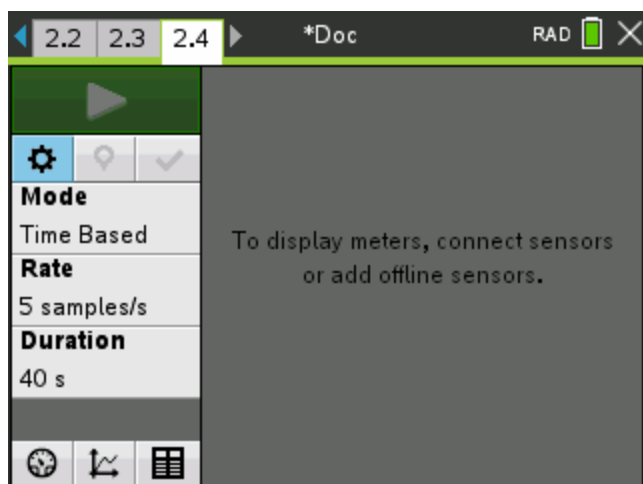 2.2 2.3 2.4 *Doc RAD
Mode
Time Based
Rate
5 samples/s
Duration
40 s
To display meters, connect sensors
or add offline sensors.